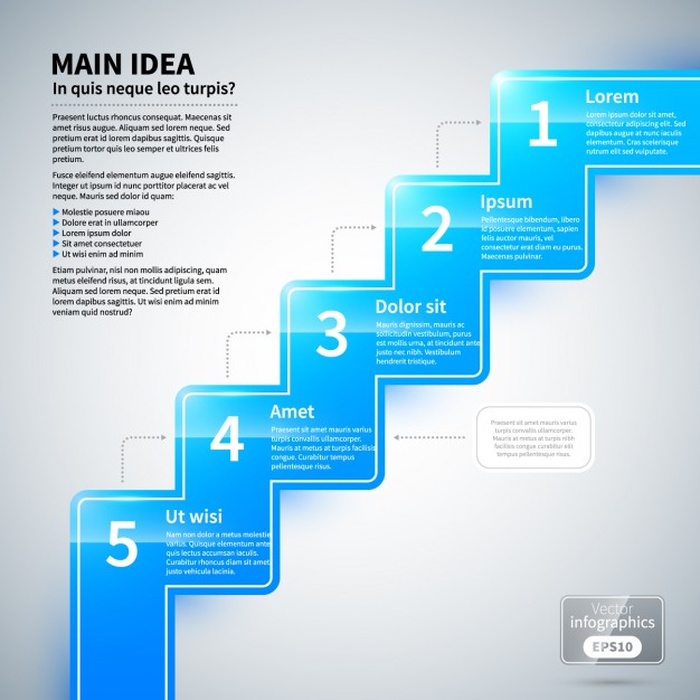 MAIN IDEA
In quis neque leo turpis?
Praesent luctus rhoncus consequat. Maecenas sit
amet risus augue. Aliquam sed lorem neque. Sed
pretium erat id lorem dapibus sagittis. Quisque
pretium tortor quis leo semper et ultrices felis
pretium.
Fusce eleifend elementum augue eleifend sagittis.
Integer ut ipsum id nunc porttitor placerat ac vel
neque. Mauris sed dolor id quam:
Molestie posuere miaou
Dolore erat in ullamcorper
Lorem ipsum dolor
Sit amet consectetuer
Ut wisi enim ad minim
Etiam pulvinar, nisl non mollis adipiscing, quam
mauris pulvinar enim, at tincidunt ligula sem.
Aliquam sed lorem neque. Sed pretium erat id
lorem dapibus sagittis. Ut wisi enim ad minim
veniam quis nostrud?
1
Lorem
Lorem ipsum dolor sit amet,
consectetur adipiscing elit. Sed
dapibus augue at nunc iaculis
elementum. Cras scelerisque
rutrum elit sed vulputate.
2
Ipsum
Pellentesque bibendum, libero
id posuere elementum, sapien
felis auctor mauris, vel
consectetur erat diam eu purus.
Maecenas pulvinar.
3
Dolor sit
Mauris dignissim, mauris ac
sollicitudin vestibulum, purus
est mollis urna, at tincidunt ante
justo nec nibh. Vestibulum
hendrerit tristique.
4
Amet
Praesent sit amet mauris varius
turpis convallis ullamcorper.
Mauris at metus at turpis facilisis
congue. Curabitur tempus
pellentesque risus.
Praesent sit amet mauris varius
turpis convallis ullamcorper.
Mauris at metus at turpis nibh
congue. Curabitur tempus
pellentesque risus.
5
Ut wisi
Nam non dolor a metus molestie
varius. Quisque elementum ante
quis lectus accumsan iaculis.
Curabitur rhoncus diam sit amet
justo vehicula lacinia.
Vector
infographics
EPS10